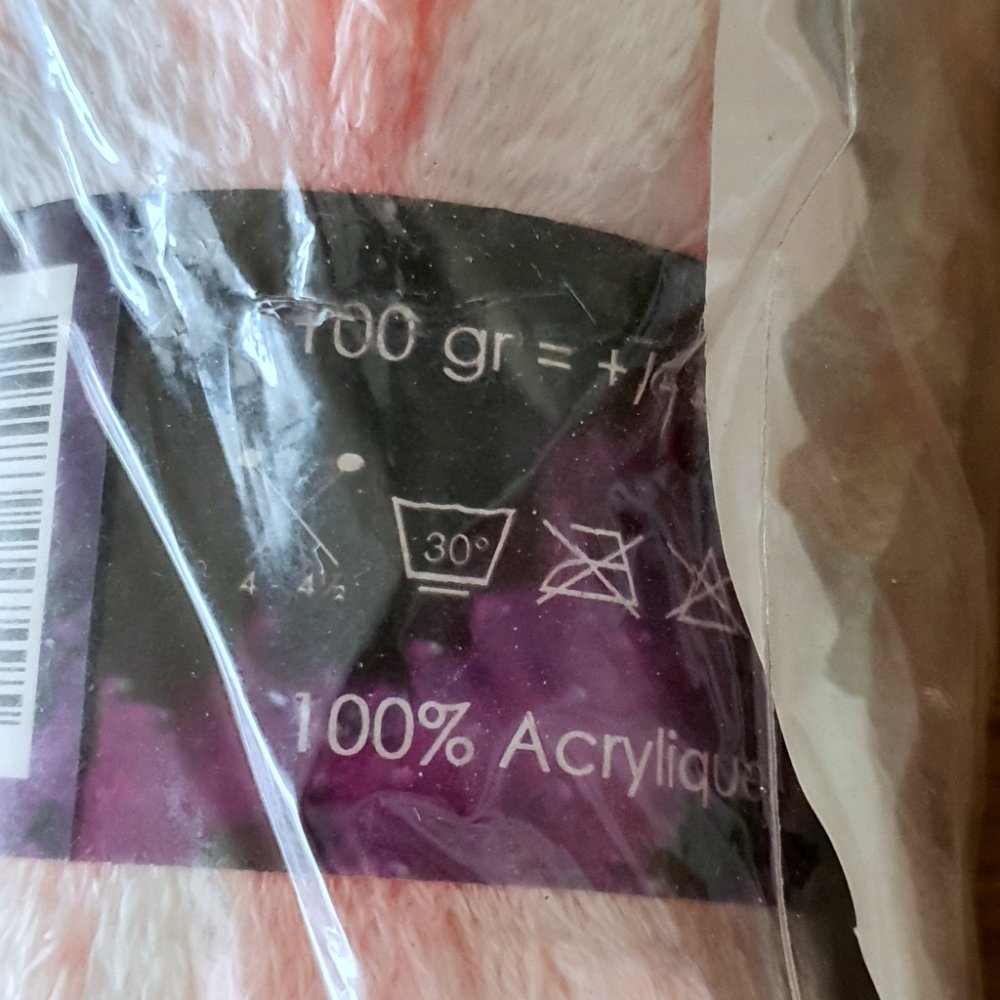 100 gr = +/
4 4½
30°
100% Acrylique